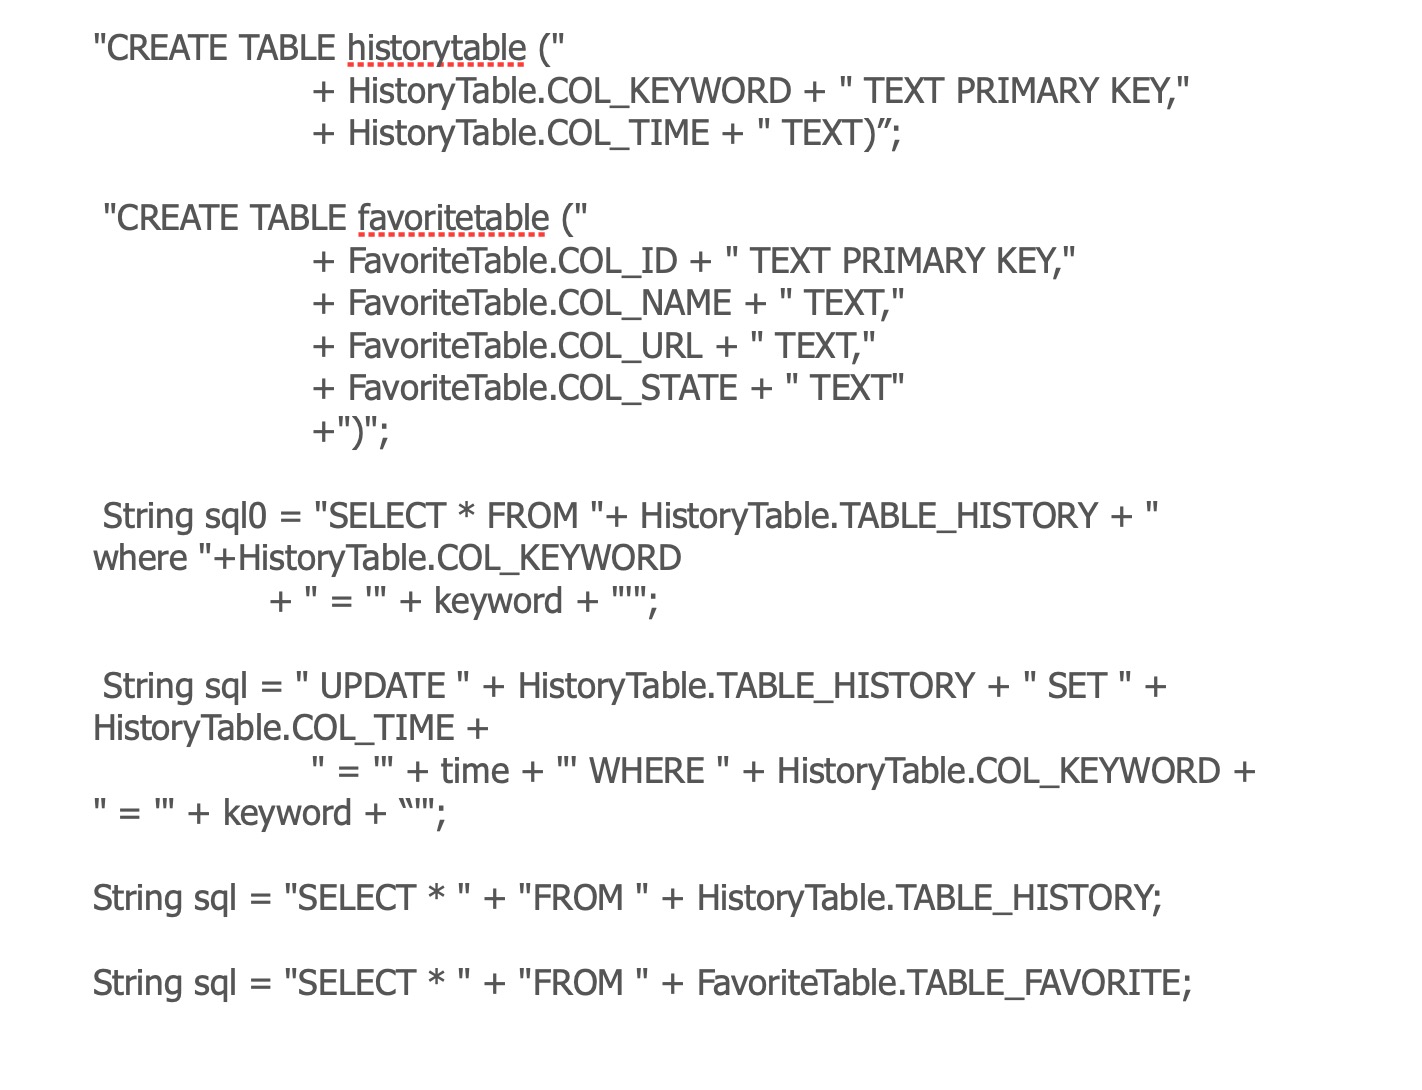 "CREATE TABLE historytable ("
+ HistoryTable.COL_KEYWORD + " TEXT PRIMARY KEY,"
+ HistoryTable.COL_TIME + " TEXT)”;
"CREATE TABLE favoritetable ("
+ FavoriteTable.COL_ID + " TEXT PRIMARY KEY,"
+ FavoriteTable.COL_NAME + " TEXT,"
+ FavoriteTable.COL_URL + " TEXT,"
+ FavoriteTable.COL_STATE + " TEXT"
+")";
String sql0 = "SELECT * FROM "+ HistoryTable.TABLE_HISTORY + "
where "+HistoryTable.COL_KEYWORD
+ " = '" + keyword + "'";
String sql = " UPDATE " + HistoryTable.TABLE_HISTORY + " SET " +
HistoryTable.COL_TIME +
" = '" + time + "' WHERE " + HistoryTable.COL_KEYWORD +
" = '" + keyword + “'";
String sql = "SELECT * " + "FROM " + HistoryTable.TABLE_HISTORY;
String sql = "SELECT * " + "FROM " + FavoriteTable.TABLE_FAVORITE;